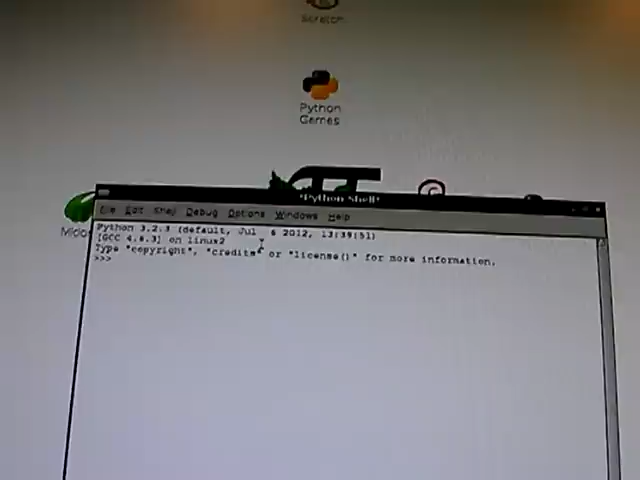 Scratch
Python
Games
*Python Shell*
File Edit Shell Debug Options Windows Help
Python 3.2.3 (default, Jul  6 2012, 13:39:51)
[GCC 4.6.3] on linux2
Type "copyright", "credits" or "license()" for more information.
>>>